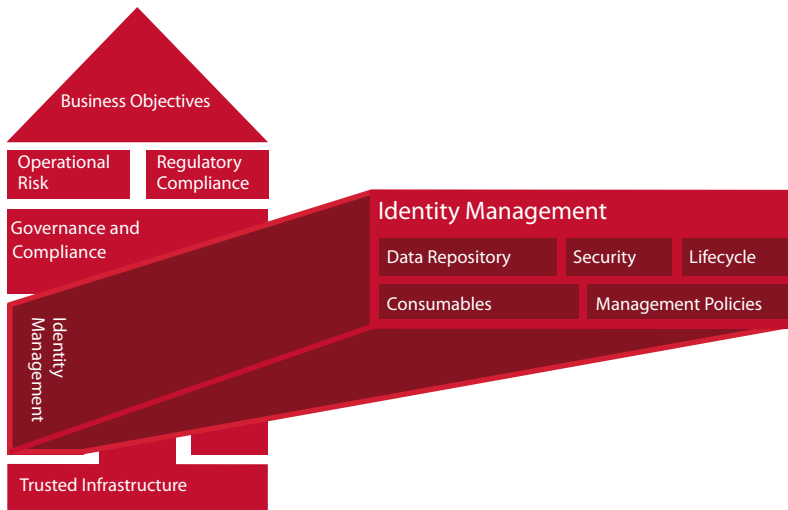 Business Objectives
Operational
Risk
Regulatory
Compliance
Governance and
Compliance
Identity
Management
Trusted Infrastructure
Identity Management
Data Repository
Security
Lifecycle
Consumables
Management Policies